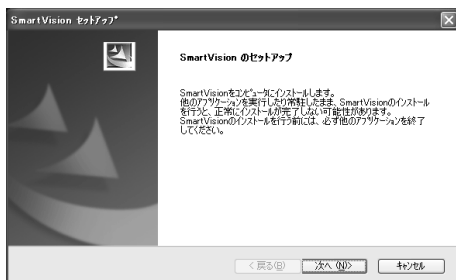 SmartVision ｾｯﾄｱｯﾌﾟ
SmartVision のｾｯﾄｱｯﾌﾟ
SmartVisionをｺﾝﾋﾟｭｰﾀにｲﾝｽﾄｰﾙします。
他のｱﾌﾟﾘｹｰｼｮﾝを実行したり常駐したまま、SmartVisionのｲﾝｽﾄｰﾙ
を行うと、正常にｲﾝｽﾄｰﾙが完了しない可能性があります。
SmartVisionのｲﾝｽﾄｰﾙを行う前には、必ず他のｱﾌﾟﾘｹｰｼｮﾝを終了
してください。
< 戻る(B)
次へ (N)>
ｷｬﾝｾﾙ